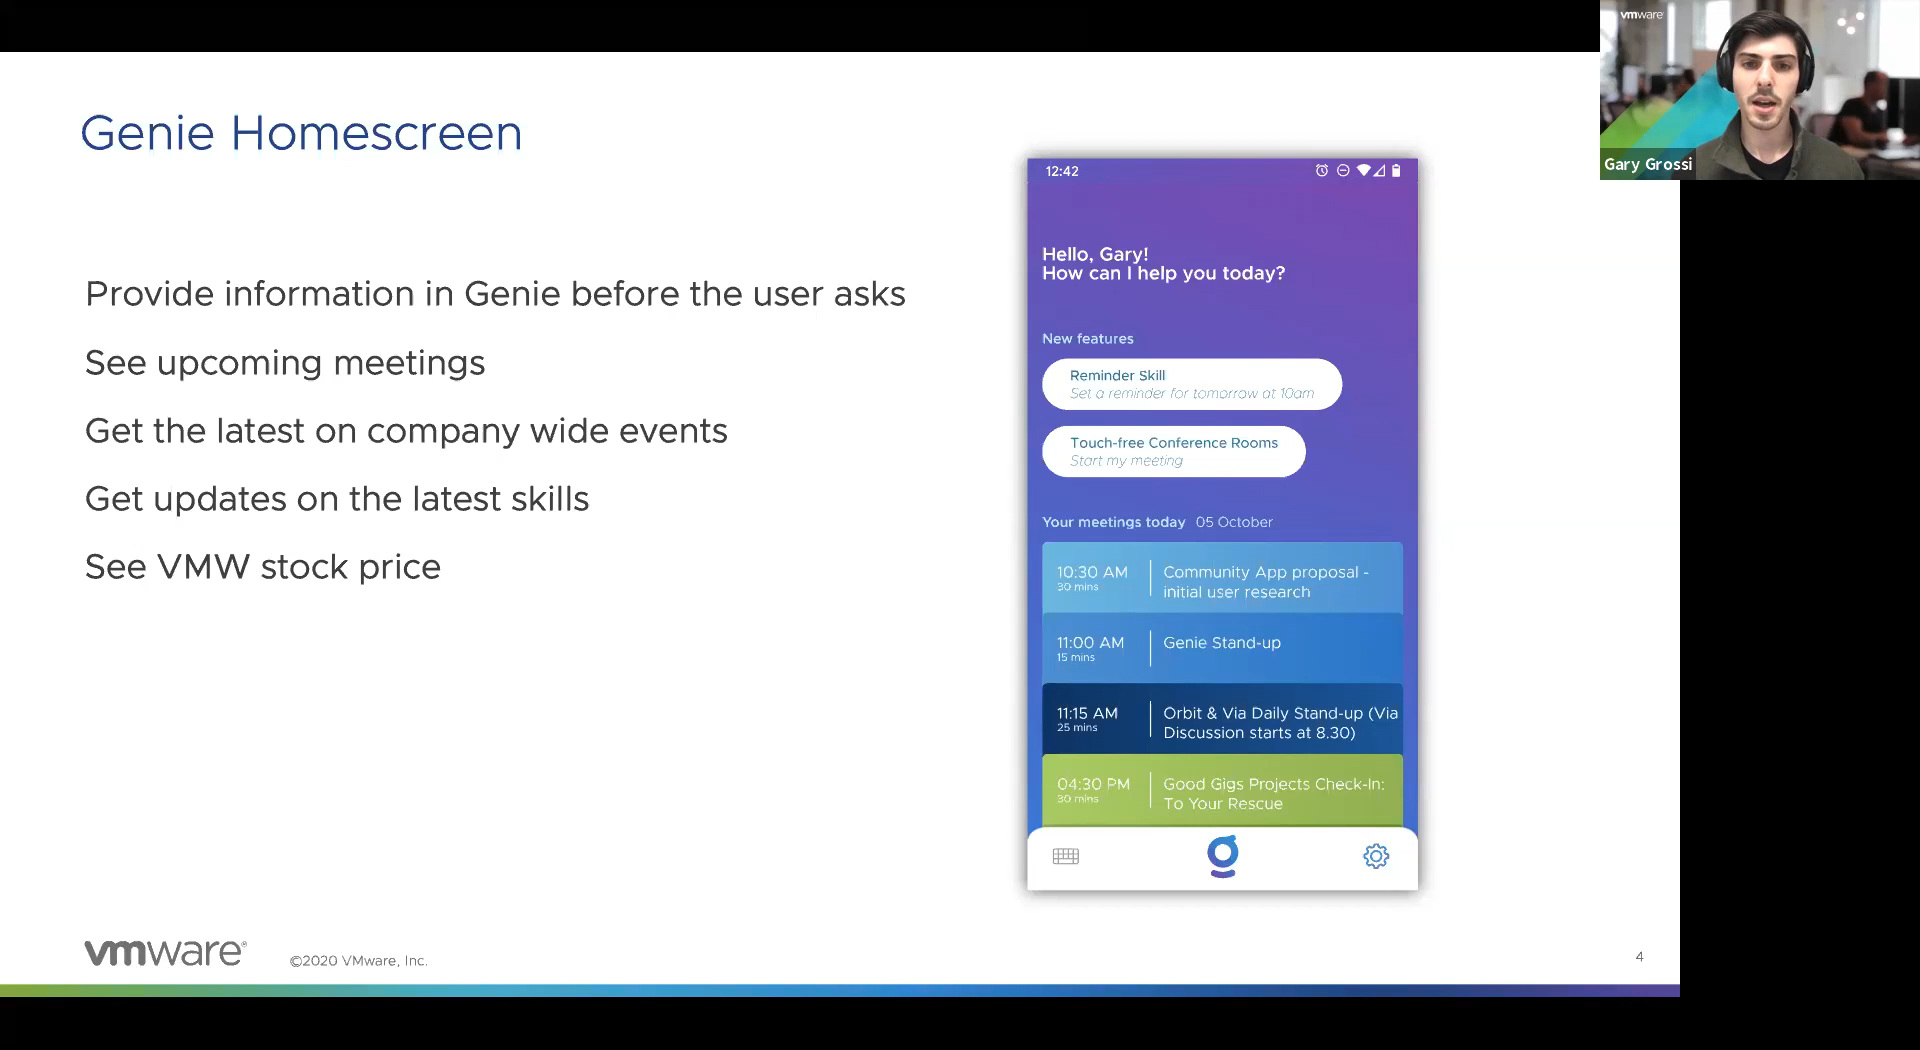 vmware
Gary Grossi
Genie Homescreen
Provide information in Genie before the user asks
See upcoming meetings
Get the latest on company wide events
Get updates on the latest skills
See VMW stock price
12:42
Hello, Gary!
How can I help you today?
New features
Reminder Skill
Set a reminder for tomorrow at 10am
Touch-free Conference Rooms
Start my meeting
Your meetings today 05 October
10:30 AM
30 mins
Community App proposal -
initial user research
11:00 AM
15 mins
Genie Stand-up
11:15 AM
25 mins
Orbit & Via Daily Stand-up (Via
Discussion starts at 8.30)
04:30 PM
30 mins
Good Gigs Projects Check-In:
To Your Rescue
vmware®
©2020 VMware, Inc.
4